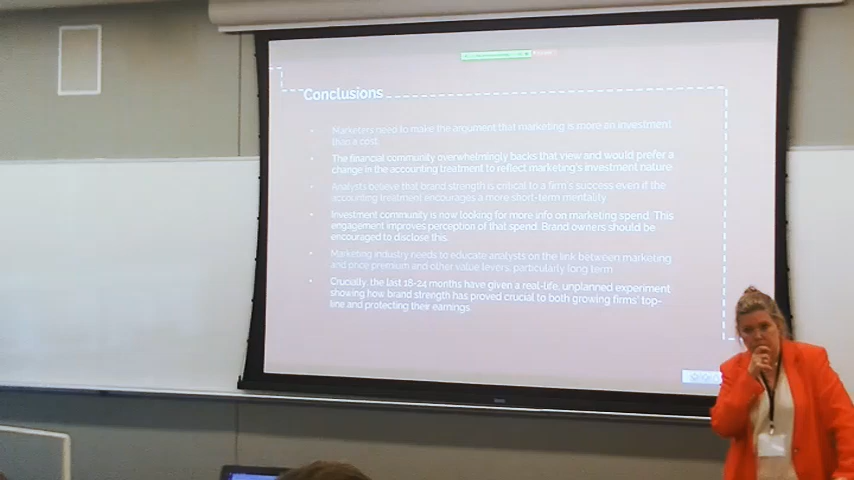 Conclusions
Marketers need to make the argument that marketing is more an investment
than a cost
The financial community overwhelmingly backs that view and would prefer a
change in the accounting treatment to reflect marketing's investment nature
Analysts believe that brand strength is critical to a firm's success even if the
accounting treatment encourages a more short-term mentality
Investment community is now looking for more info on marketing spend. This
engagement improves perception of that spend. Brand owners should be
encouraged to disclose this.
Marketing industry needs to educate analysts on the link between marketing
and price premium and other value levers, particularly long term
Crucially, the last 18-24 months have given a real-life, unplanned experiment
showing how brand strength has proved crucial to both growing firms' top-
line and protecting their earnings